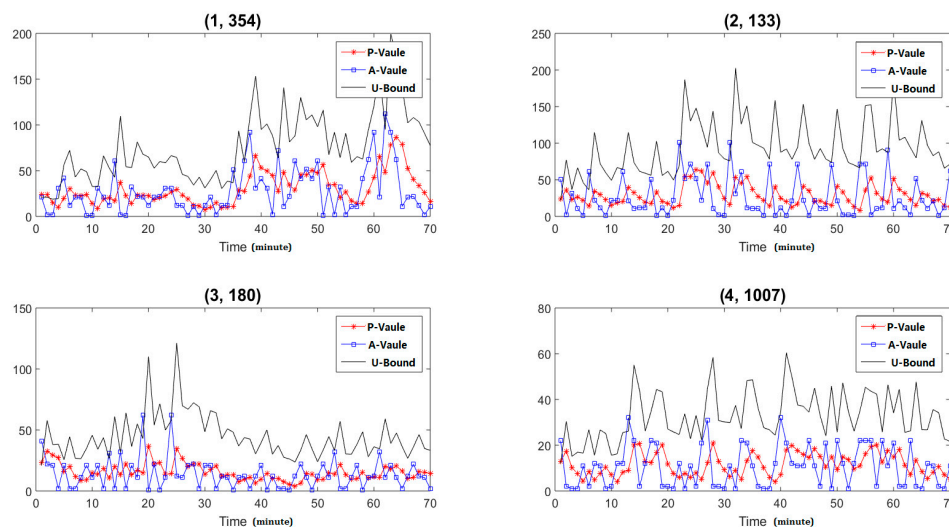 (1, 354)
200
150
100
50
0
P-Vaule
A-Vaule
U-Bound
0 10 20 30 40 50 60 70
Time (minute)
(2, 133)
250
200
150
100
50
0
P-Vaule
A-Vaule
U-Bound
0 10 20 30 40 50 60 70
Time (minute)
(3, 180)
150
100
50
0
P-Vaule
A-Vaule
U-Bound
0 10 20 30 40 50 60 70
Time (minute)
(4, 1007)
80
60
40
20
0
P-Vaule
A-Vaule
U-Bound
0 10 20 30 40 50 60 70
Time (minute)